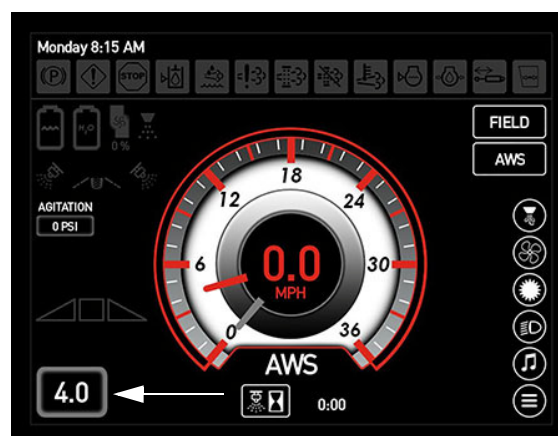 Monday 8:15 AM
(P)
STOP
H₂O
0 %
FIELD
AWS
AGITATION
0 PSI
18
12
24
6
30
0
36
0.0
MPH
AWS
4.0
0:00